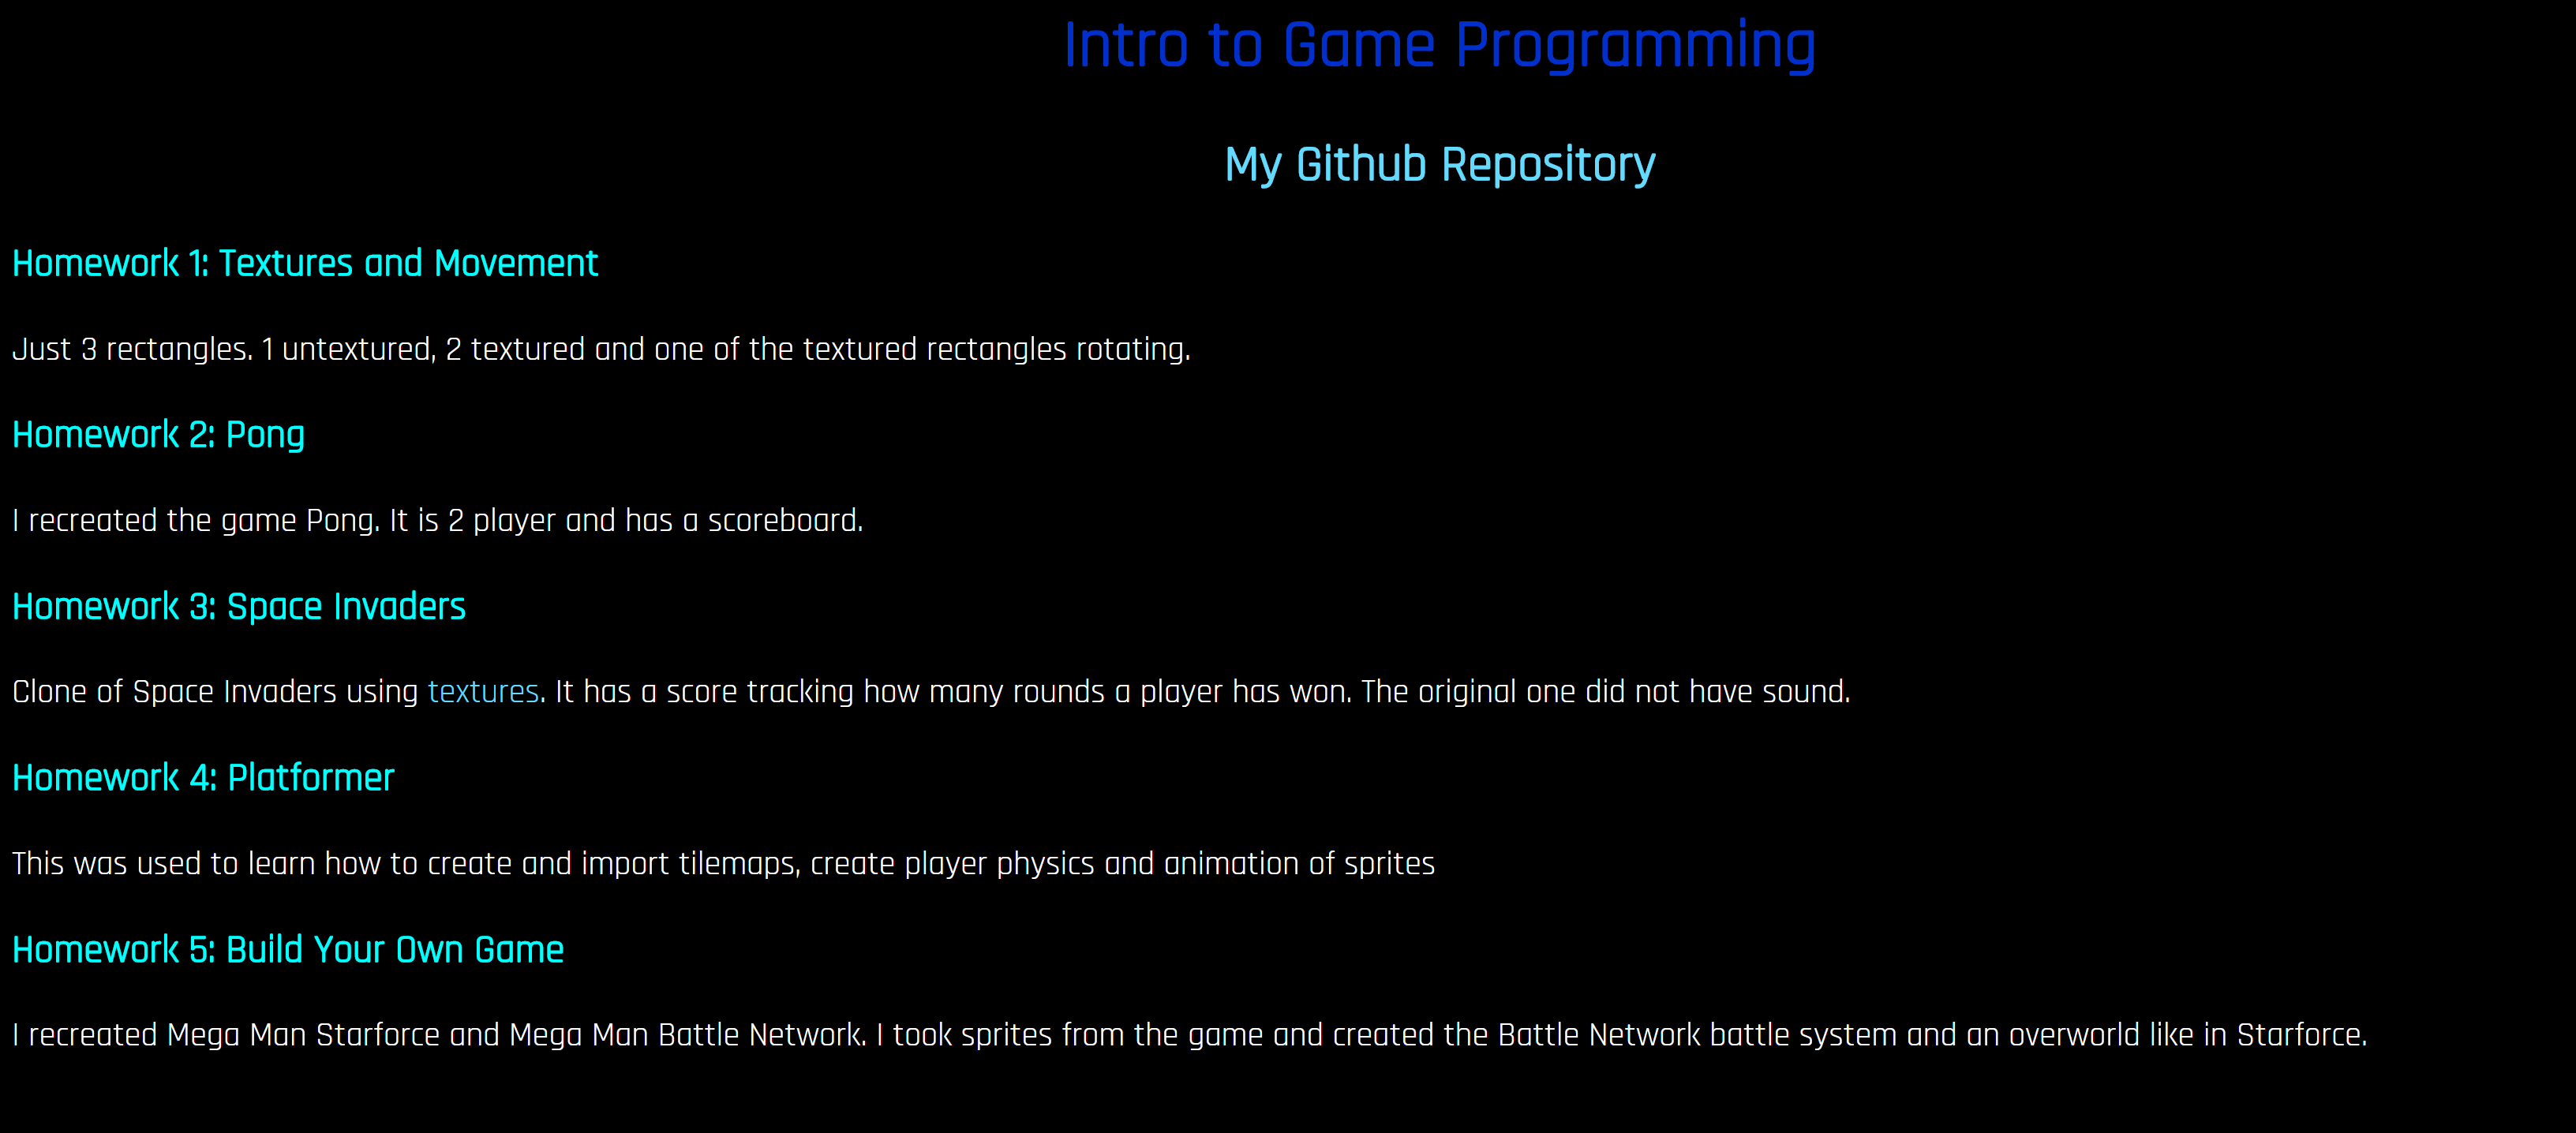 Intro to Game Programming
My Github Repository
Homework 1: Textures and Movement
Just 3 rectangles. 1 untextured, 2 textured and one of the textured rectangles rotating.
Homework 2: Pong
I recreated the game Pong. It is 2 player and has a scoreboard.
Homework 3: Space Invaders
Clone of Space Invaders using textures. It has a score tracking how many rounds a player has won. The original one did not have sound.
Homework 4: Platformer
This was used to learn how to create and import tilemaps, create player physics and animation of sprites
Homework 5: Build Your Own Game
I recreated Mega Man Starforce and Mega Man Battle Network. I took sprites from the game and created the Battle Network battle system and an overworld like in Starforce.